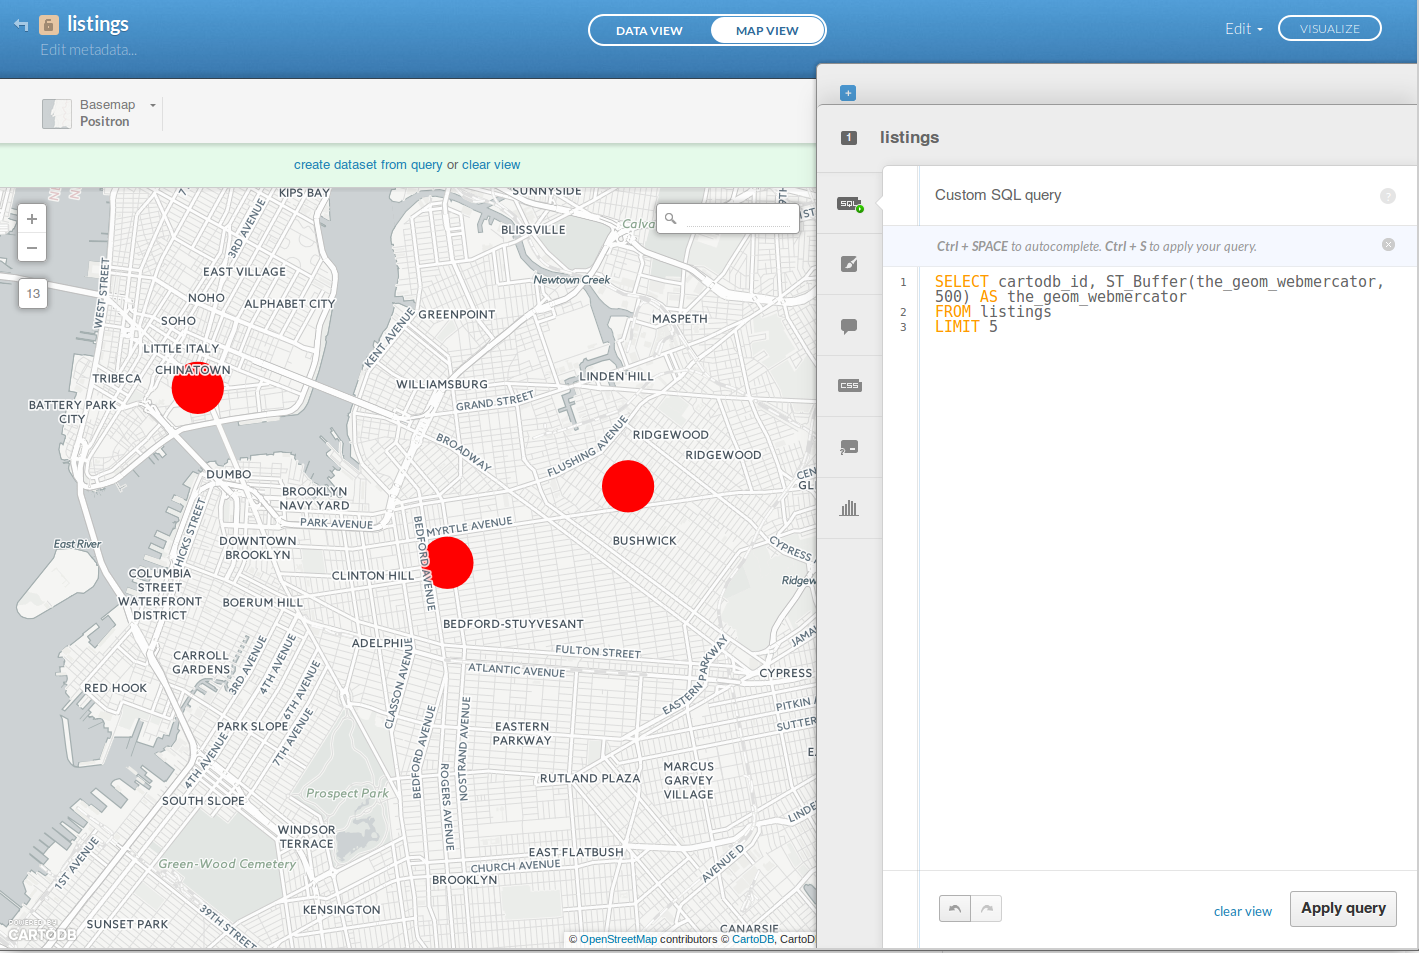 listings
Edit metadata...
DATA VIEW
MAP VIEW
Edit
VISUALIZE
Basemap
Positron
create dataset from query or clear view
1
listings
SQL
Custom SQL query
?
Ctrl + SPACE to autocomplete. Ctrl + S to apply your query.
1 SELECT cartodb_id, ST_Buffer(the_geom_webmercator,
500) AS the_geom_webmercator
2 FROM listings
3 LIMIT 5
CSS
clear view
Apply query
+
−
13
KIPS BAY
SUNNYSIDE
3RD AVENUE
BLISSVILLE
Calva
EAST VILLAGE
Newtown Creek
WEST STREET
NOHO
ALPHABET CITY
SOHO
GREENPOINT
MASPETH
KENT AVENUE
LITTLE ITALY
CHINATOWN
TRIBECA
WILLIAMSBURG
LINDEN HILL
BATTERY PARK
CITY
GRAND STREET
BROADWAY
FLUSHING AVENUE
RIDGEWOOD
RIDGEWOOD
DUMBO
CEN
GL
BROOKLYN
NAVY YARD
PARK AVENUE
BEDFORD AVENUE
MYRTLE AVENUE
HICKS STREET
East River
DOWNTOWN
BROOKLYN
BUSHWICK
CYPRESS A
COLUMBIA
STREET
WATERFRONT
DISTRICT
CLINTON HILL
Ridgew
BOERUM HILL
BEDFORD-STUYVESANT
JAMA
ADELPHI
FULTON STREET
CARROLL
GARDENS
ATLANTIC AVENUE
CYPRESS
3RD AVENUE
4TH AVENUE
6TH AVENUE
CLASSON AVENUE
EASTERN PARKWAY
RED HOOK
PITKIN A
PARK SLOPE
7TH AVENUE
BEDFORD AVENUE
NOSTRAND AVENUE
EASTERN
PARKWAY
SUTTER
4TH AVENUE
ROGERS AVENUE
MARCUS
GARVEY
VILLAGE
RUTLAND PLAZA
Prospect Park
SOUTH SLOPE
LINDE
WINDSOR
TERRACE
1ST AVENUE
Green-Wood Cemetery
EAST FLATBUSH
AVENUE D
CHURCH AVENUE
BROOKLYN
KENSINGTON
39TH STREET
SUNSET PARK
CANARSIE
POWERED BY
CARTODB
© OpenStreetMap contributors © CartoDB, CartoD